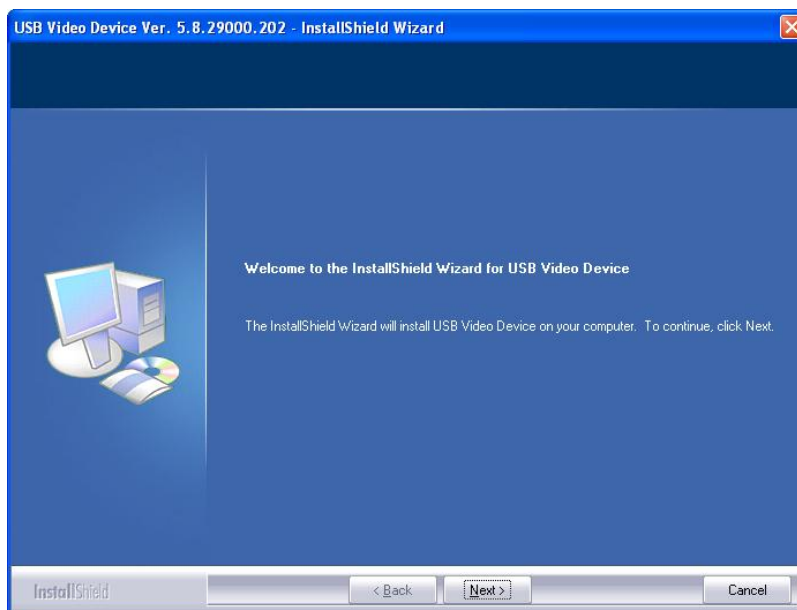 USB Video Device Ver. 5.8.29000.202 - InstallShield Wizard
Welcome to the InstallShield Wizard for USB Video Device
The InstallShield Wizard will install USB Video Device on your computer. To continue, click Next.
InstallShield
< Back
Next >
Cancel